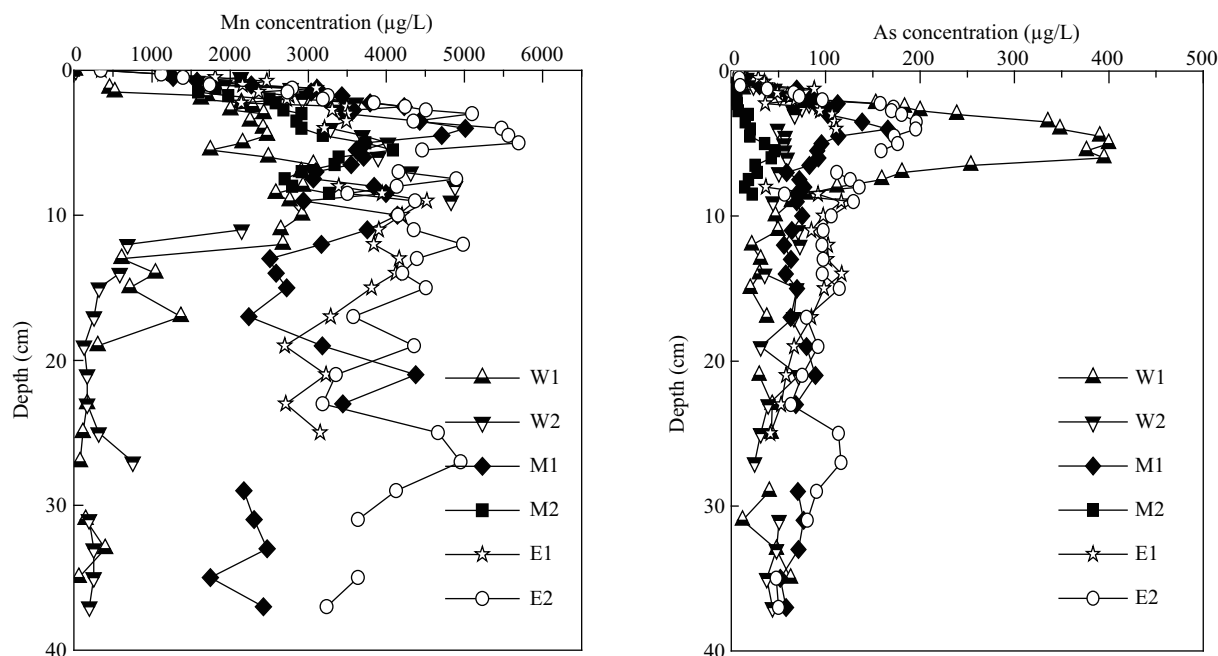 Mn concentration (µg/L)
0 1000 2000 3000 4000 5000 6000
0
10
20
30
40
Depth (cm)
W1
W2
M1
M2
E1
E2
As concentration (µg/L)
0 100 200 300 400 500
0
10
20
30
40
Depth (cm)
W1
W2
M1
M2
E1
E2